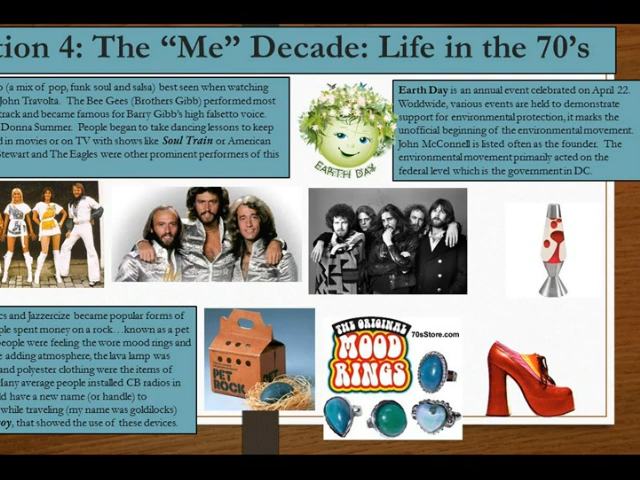 tion 4: The “Me” Decade: Life in the 70’s
o (a mix of pop, funk soul and salsa) best seen when watching
John Travolta. The Bee Gees (Brothers Gibb) performed most
track and became famous for Barry Gibb’s high falsetto voice.
Donna Summer. People began to take dancing lessons to keep
d in movies or on TV with shows like Soul Train or American
Stewart and The Eagles were other prominent performers of this
EARTH DAY
Earth Day is an annual event celebrated on April 22.
Worldwide, various events are held to demonstrate
support for environmental protection, it marks the
unofficial beginning of the environmental movement.
John McConnell is listed often as the founder. The
environmental movement primarily acted on the
federal level which is the government in DC.
cs and Jazzercize became popular forms of
ple spent money on a rock…known as a pet
people were feeling the wore mood rings and
adding atmosphere, the lava lamp was
and polyester clothing were the items of
Many average people installed CB radios in
ld have a new name (or handle) to
while traveling (my name was goldilocks)
oy, that showed the use of these devices.
PET
ROCK
THE ORIGINAL
MOOD
RINGS
70sStore.com